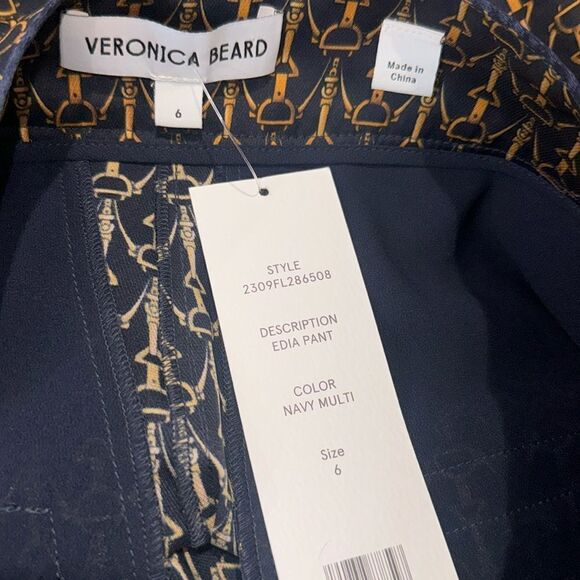 VERONICA BEARD
6
Made in
China
STYLE
2309FL286508
DESCRIPTION
EDIA PANT
COLOR
NAVY MULTI
Size
6